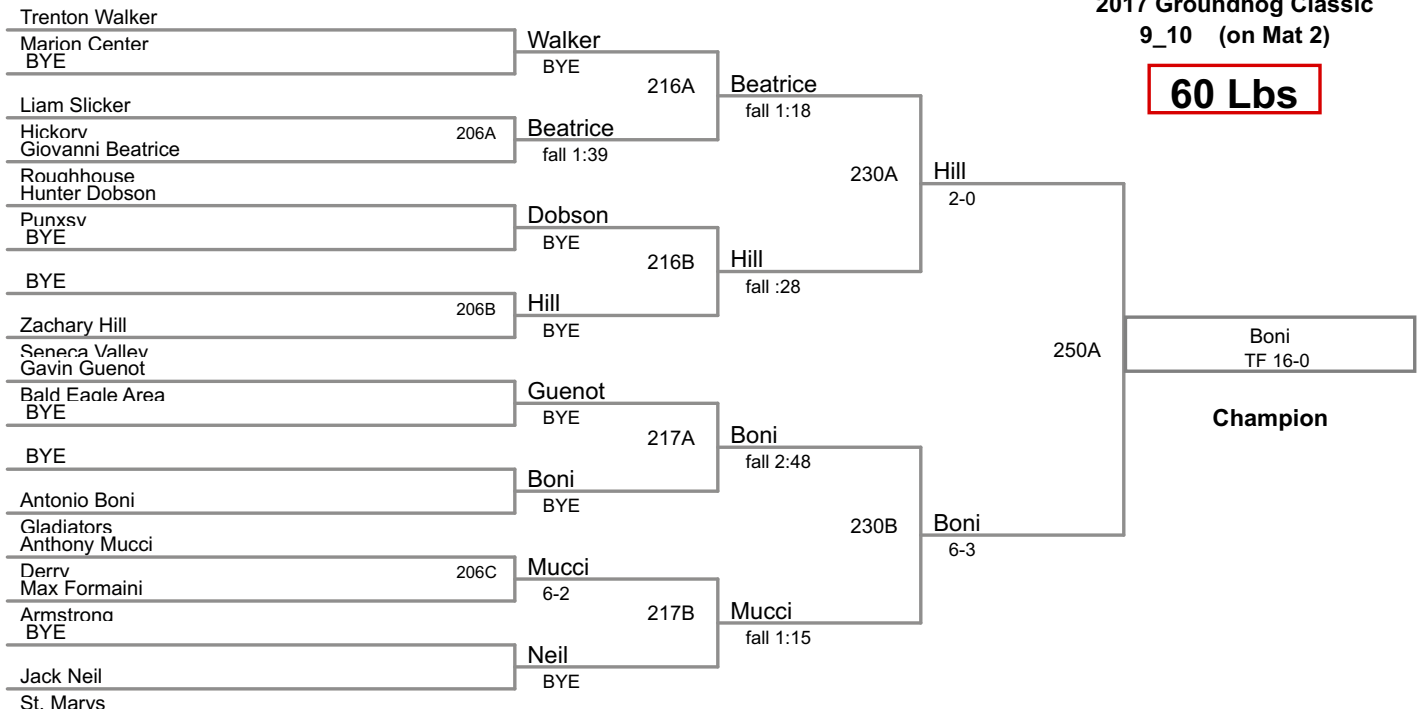 2017 Groundhog Classic
9_10 (on Mat 2)
60 Lbs
Trenton Walker
Marion Center
BYE
Liam Slicker
Hickory
Giovanni Beatrice
Roughhouse
Hunter Dobson
Punxsy
BYE
BYE
Zachary Hill
Seneca Valley
Gavin Guenot
Bald Eagle Area
BYE
BYE
Antonio Boni
Gladiators
Anthony Mucci
Derry
Max Formaini
Armstrong
BYE
Jack Neil
St. Marys
206A
206B
206C
Walker
BYE
Beatrice
fall 1:39
Dobson
BYE
Hill
BYE
Guenot
BYE
Boni
BYE
Mucci
6-2
Neil
BYE
216A
216B
217A
217B
Beatrice
fall 1:18
Hill
fall :28
Boni
fall 2:48
Mucci
fall 1:15
230A
230B
Hill
2-0
Boni
6-3
250A
Boni
TF 16-0
Champion